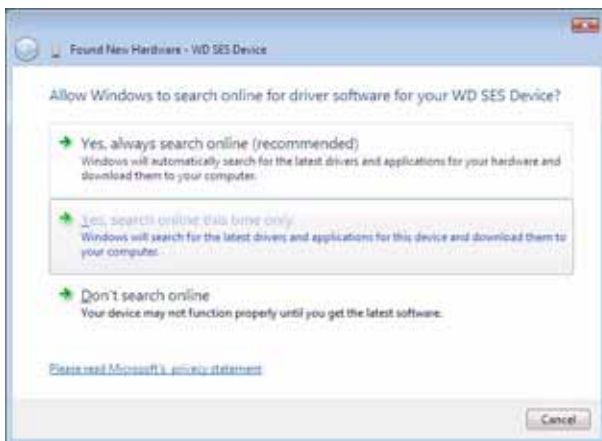 Found New Hardware - WD SES Device
Allow Windows to search online for driver software for your WD SES Device?
Yes, always search online (recommended)
Windows will automatically search for the latest drivers and applications for your hardware and
download them to your computer.
Yes, search online this time only
Windows will search for the latest drivers and applications for this device and download them to
your computer.
Don't search online
Your device may not function properly until you get the latest software.
Please read Microsoft's privacy statement
Cancel